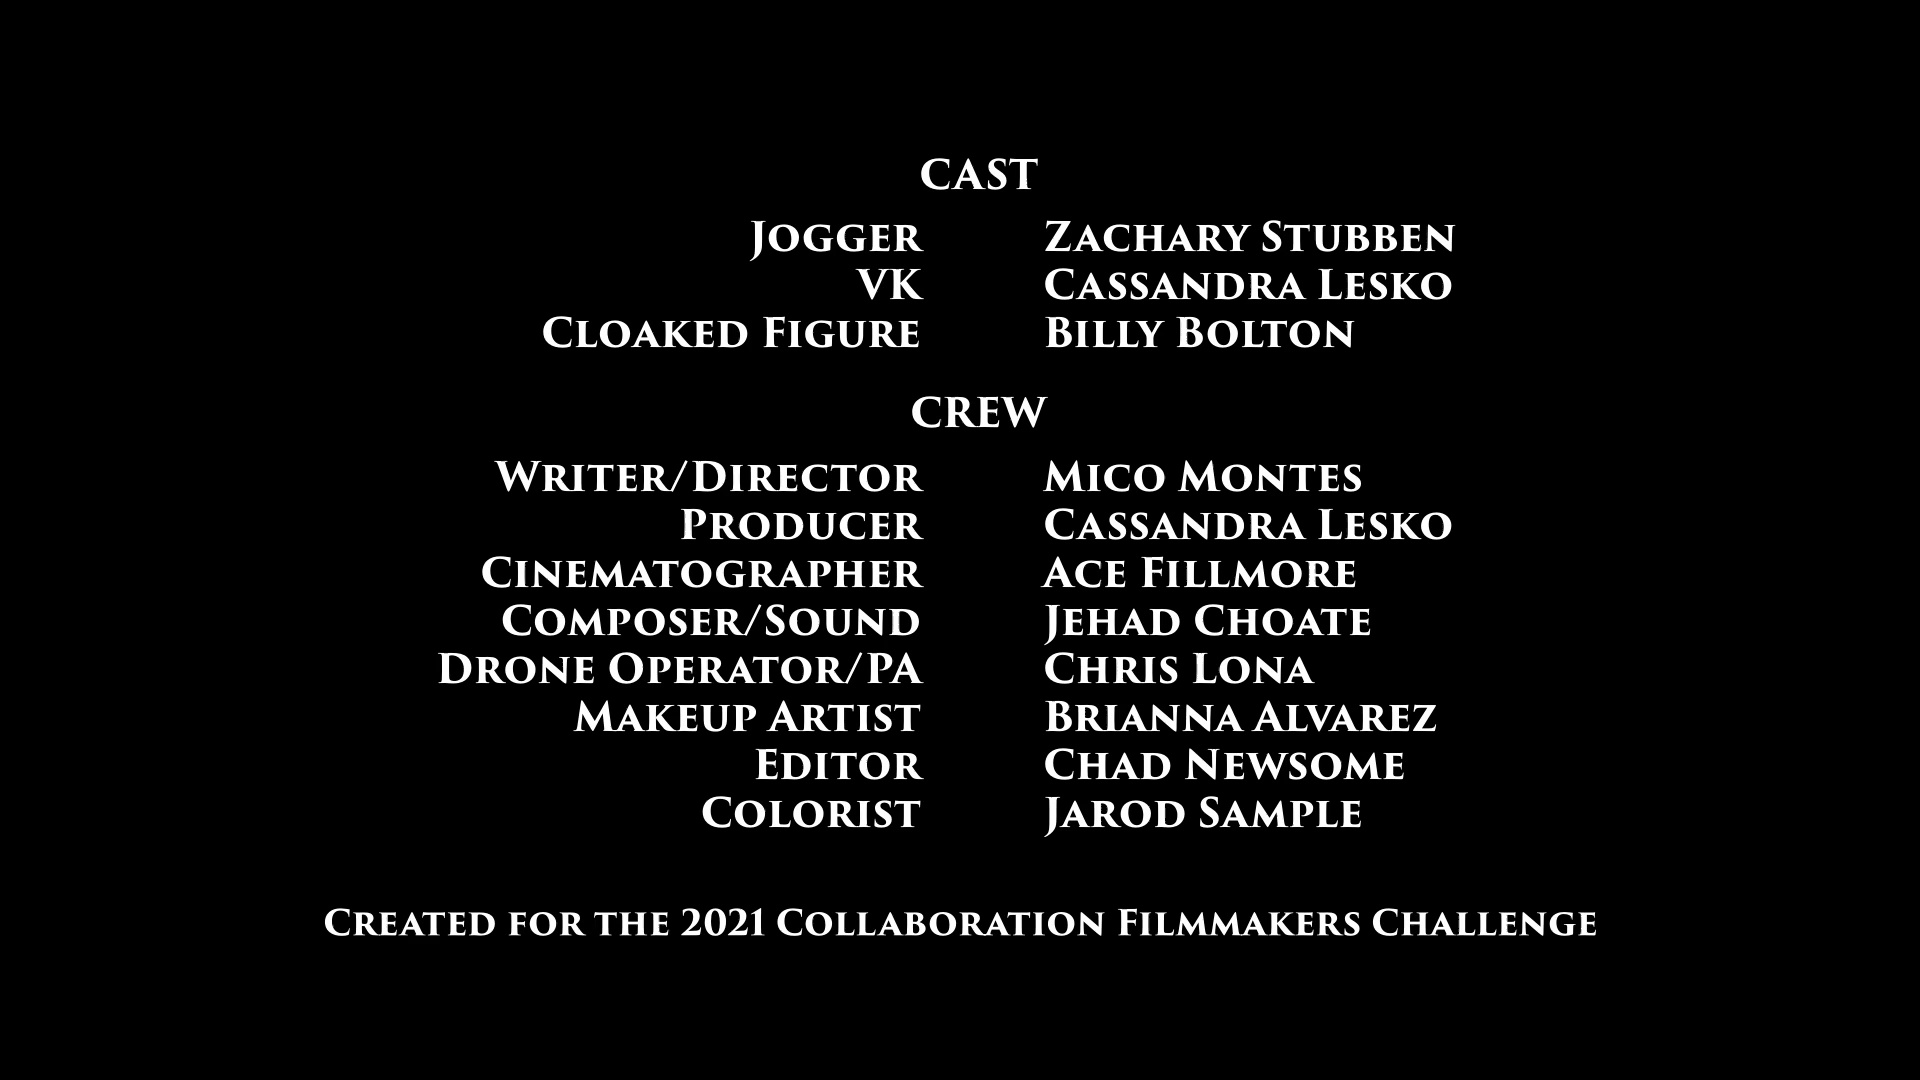 CAST
Jogger Zachary Stubben
VK Cassandra Lesko
Cloaked Figure Billy Bolton
CREW
Writer/Director Mico Montes
Producer Cassandra Lesko
Cinematographer Ace Fillmore
Composer/Sound Jehad Choate
Drone Operator/PA Chris Lona
Makeup Artist Brianna Alvarez
Editor Chad Newsome
Colorist Jarod Sample
Created for the 2021 Collaboration Filmmakers Challenge